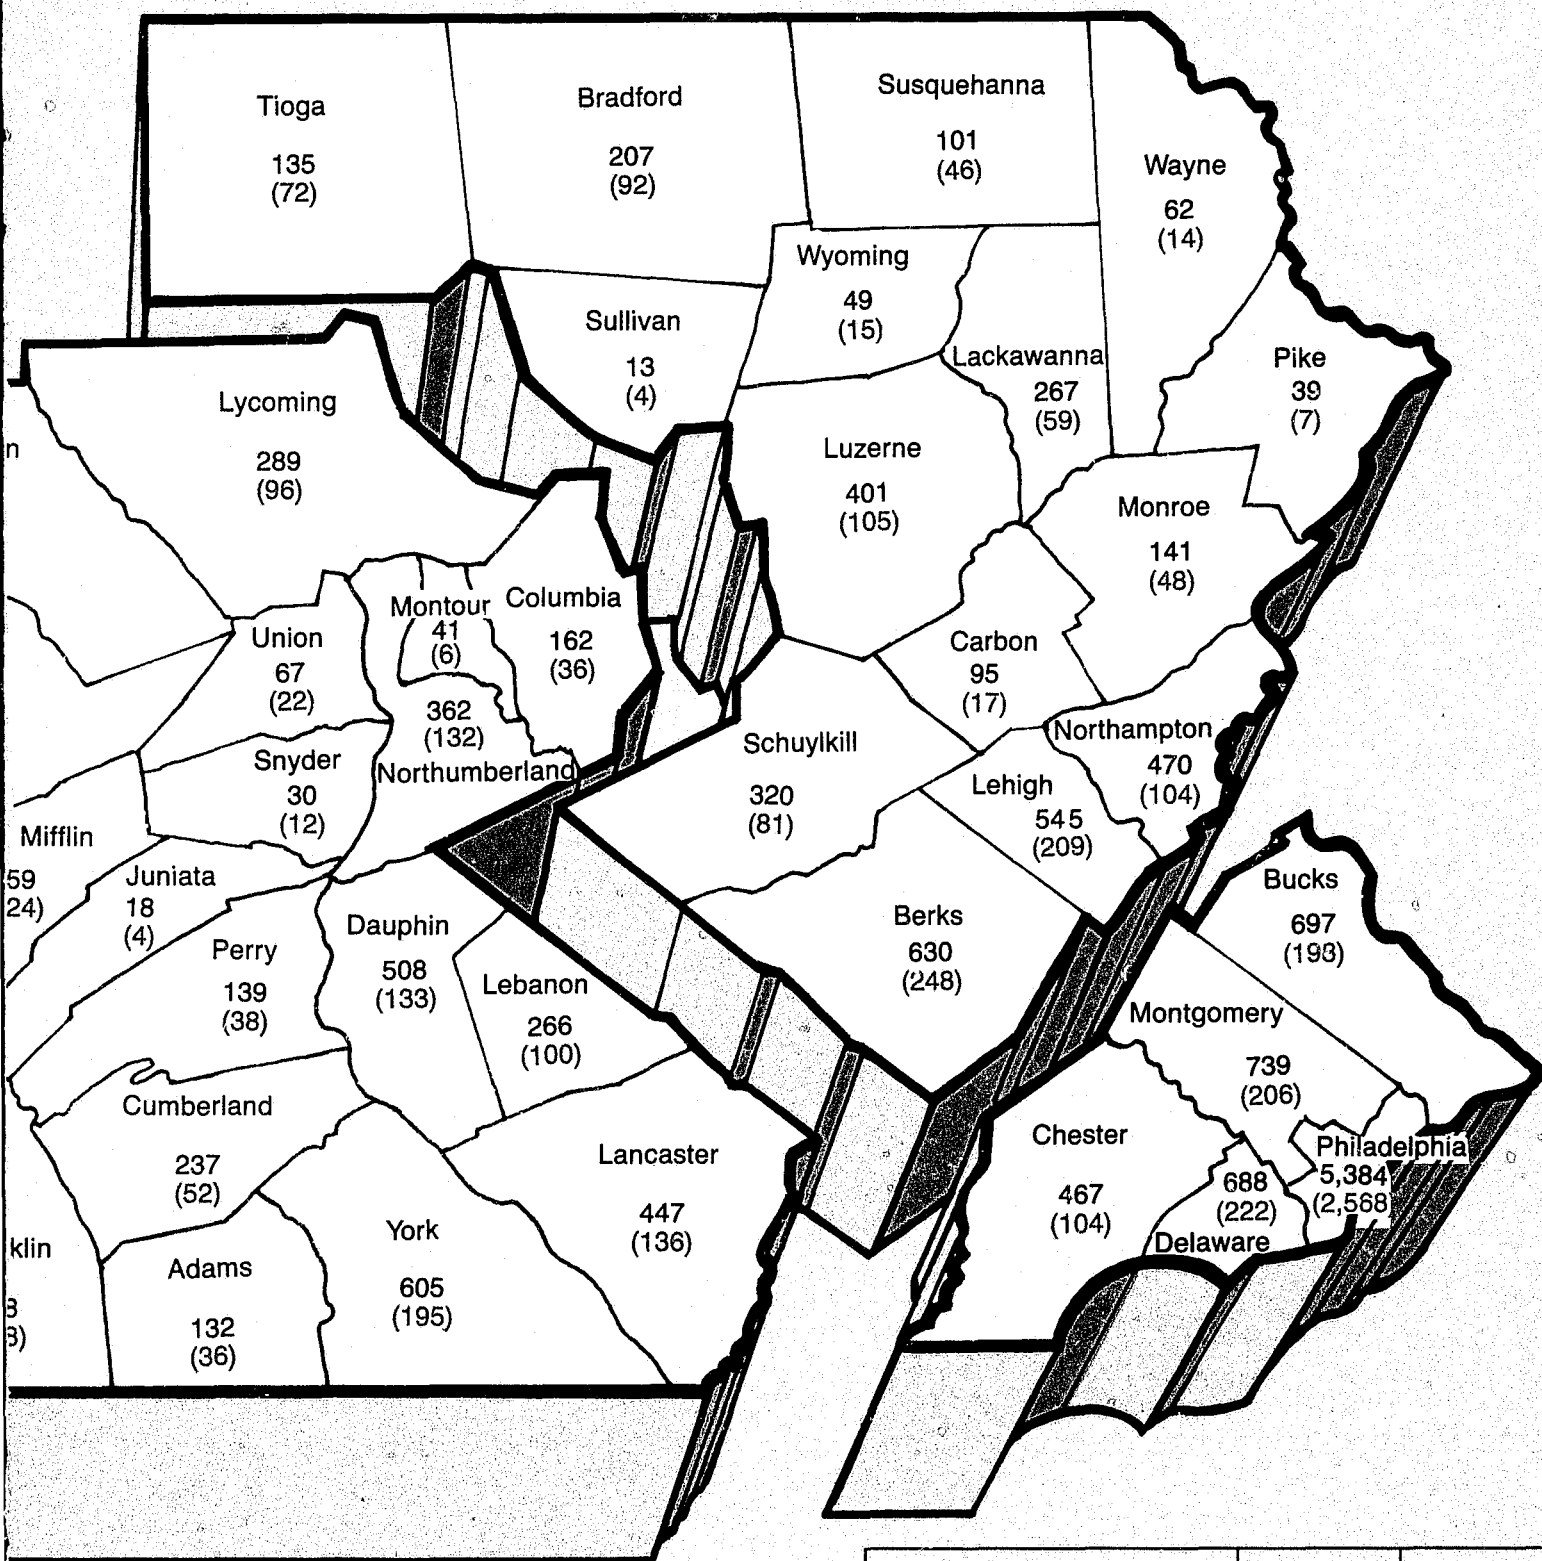 Tioga
135
(72)
Bradford
207
(92)
Susquehanna
101
(46)
Wayne
62
(14)
Wyoming
49
(15)
Sullivan
13
(4)
Lackawanna
267
(59)
Pike
39
(7)
Lycoming
289
(96)
n
Luzerne
401
(105)
Monroe
141
(48)
Montour
41
(6)
Columbia
162
(36)
Union
67
(22)
Carbon
95
(17)
362
(132)
Northumberland
Snyder
30
(12)
Schuylkill
320
(81)
Northampton
470
(104)
Lehigh
545
(209)
Mifflin
59
24)
Juniata
18
(4)
Perry
139
(38)
Dauphin
508
(133)
Lebanon
266
(100)
Berks
630
(248)
Bucks
697
(193)
Montgomery
739
(206)
Cumberland
237
(52)
Lancaster
447
(136)
Chester
467
(104)
Philadelphia
5,384
(2,568)
688
(222)
Delaware
klin
3)
York
605
(195)
Adams
132
(36)